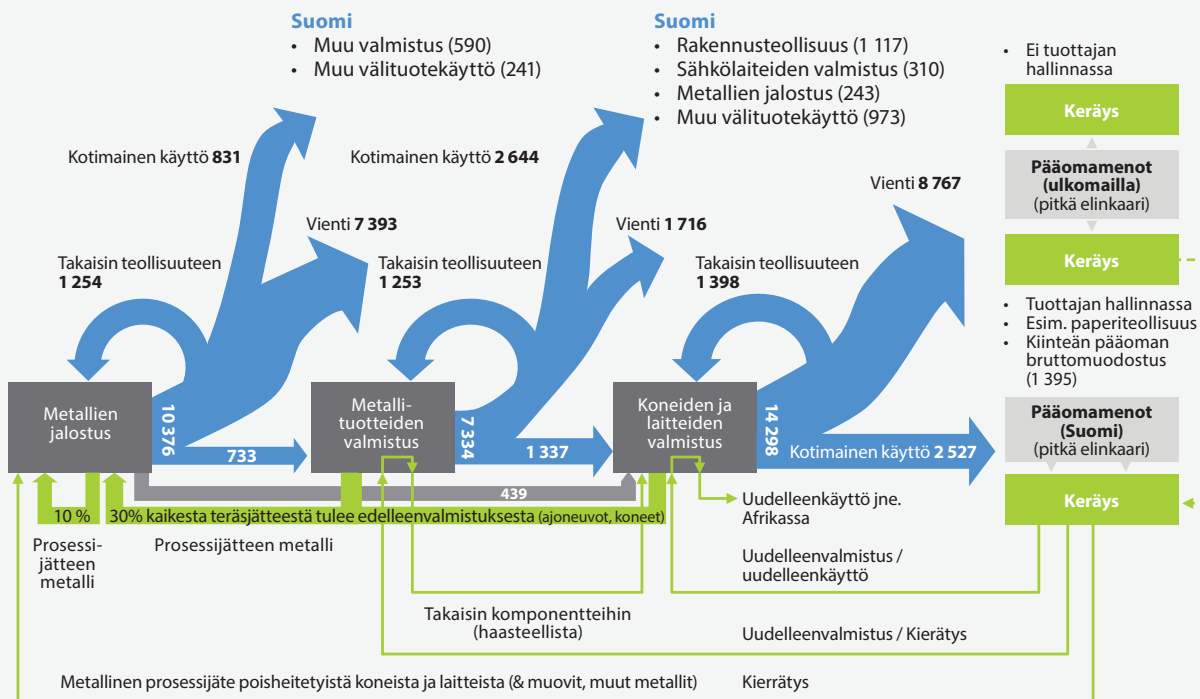 Suomi
• Muu valmistus (590)
• Muu välituotekäyttö (241)
Suomi
• Rakennusteollisuus (1 117)
• Sähkölaiteiden valmistus (310)
• Metallien jalostus (243)
• Muu välituotekäyttö (973)
• Ei tuottajan
hallinnassa
Keräys
Pääomamenot
(ulkomailla)
(pitkä elinkaari)
Keräys
• Tuottajan hallinnassa
• Esim. paperiteollisuus
• Kiinteän pääoman
bruttomuodostus
(1 395)
Pääomamenot
(Suomi)
(pitkä elinkaari)
Keräys
Kotimainen käyttö 831
Kotimainen käyttö 2 644
Vienti 8 767
Vienti 7 393
Vienti 1 716
Takaisin teollisuuteen
1 254
Takaisin teollisuuteen
1 253
Takaisin teollisuuteen
1 398
Metallien
jalostus
10 376
733
Metalli-
tuotteiden
valmistus
7 334
1 337
Koneiden ja
laitteiden
valmistus
14 298
Kotimainen käyttö 2 527
439
10 %
30% kaikesta teräsjätteestä tulee edelleenvalmistuksesta (ajoneuvot, koneet)
Prosessi-
jätteen
metalli
Prosessijätteen metalli
Uudelleenkäyttö jne.
Afrikassa
Uudelleenvalmistus /
uudelleenkäyttö
Takaisin komponentteihin
(haasteellista)
Uudelleenvalmistus / Kierätys
Metallinen prosessijäte poisheitetyistä koneista ja laitteista (& muovit, muut metallit)
Kierrätys